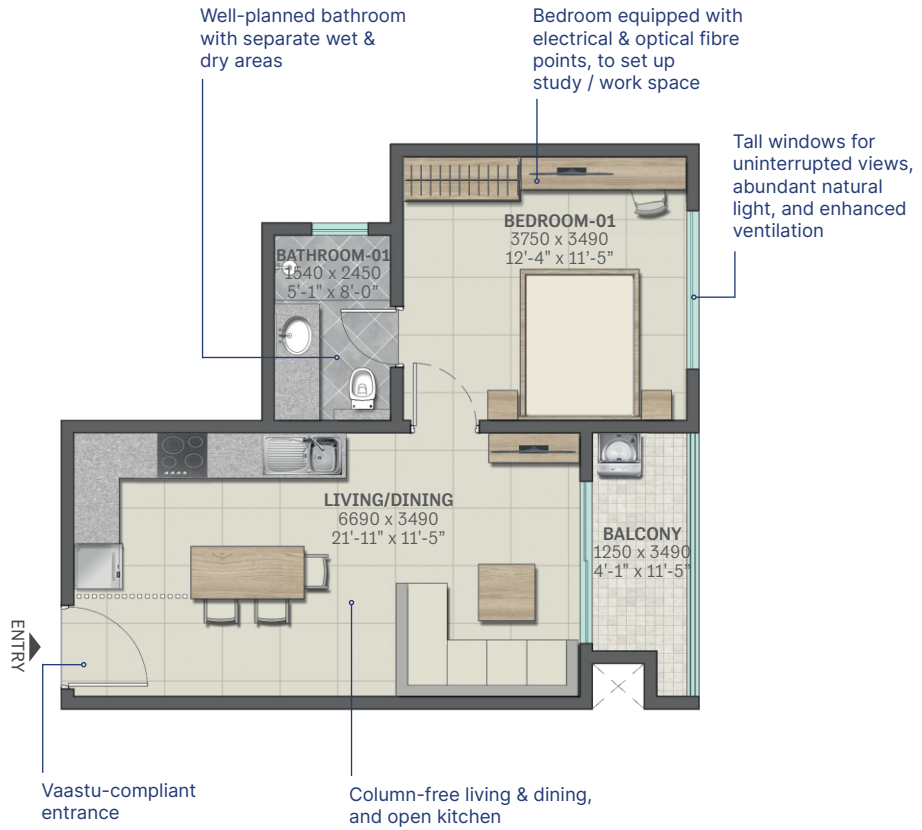 Well-planned bathroom
with separate wet &
dry areas
Bedroom equipped with
electrical & optical fibre
points, to set up
study / work space
Tall windows for
uninterrupted views,
abundant natural
light, and enhanced
ventilation
BEDROOM-01
3750 x 3490
12'-4" x 11'-5”
BATHROOM-01
1540 x 2450
5'-1" x 8'-0”
LIVING/DINING
6690 x 3490
21'-11" x 11'-5”
BALCONY
1250 x 3490
4'-1" x 11'-5”
ENTRY
Vaastu-compliant
entrance
Column-free living & dining,
and open kitchen